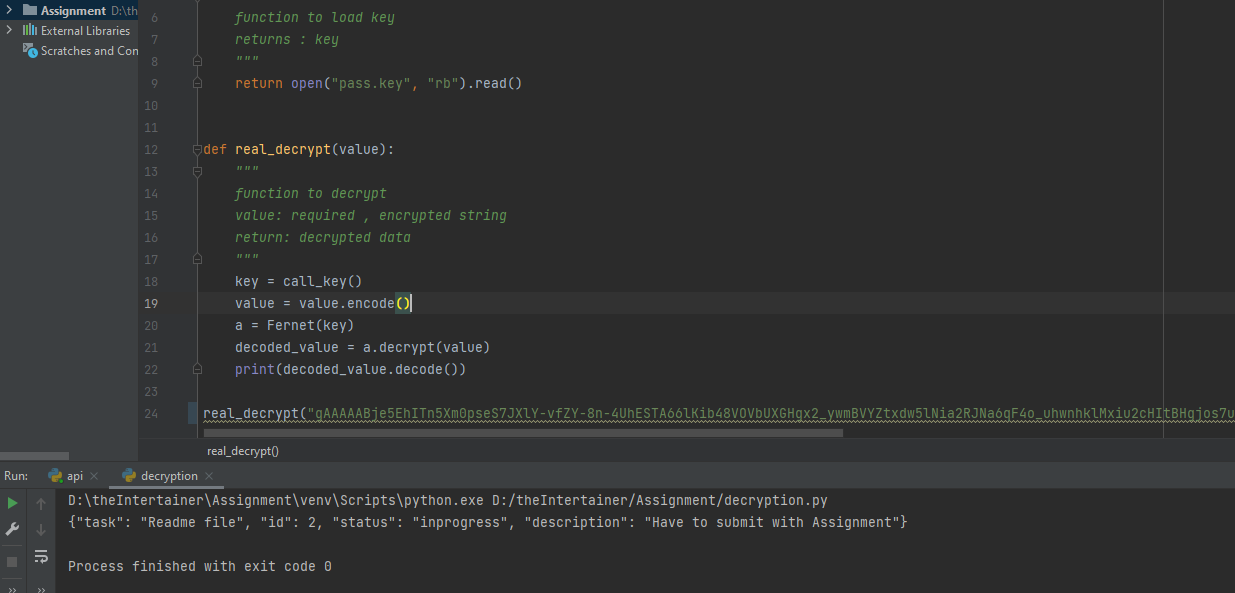 Assignment D:\th
External Libraries
Scratches and Con
6 function to load key
7 returns : key
8 """
9 return open("pass.key", "rb").read()
10
11
12 def real_decrypt(value):
13 """
14 function to decrypt
15 value: required , encrypted string
16 return: decrypted data
17 """
18 key = call_key()
19 value = value.encode()
20 a = Fernet(key)
21 decoded_value = a.decrypt(value)
22 print(decoded_value.decode())
23
24 real_decrypt("gAAAAABje5EhITn5Xm0pseS7JXlY-vfZY-8n-4UhESTA66lKib48VOVbUXGHgx2_ywmBVYZtxdw5lNia2RJNa6qF4o_uhwnhklMxiu2cHItBHgjos7u
real_decrypt()
Run: api decryption
D:\theIntertainer\Assignment\venv\Scripts\python.exe D:/theIntertainer/Assignment/decryption.py
{"task": "Readme file", "id": 2, "status": "inprogress", "description": "Have to submit with Assignment"}
Process finished with exit code 0